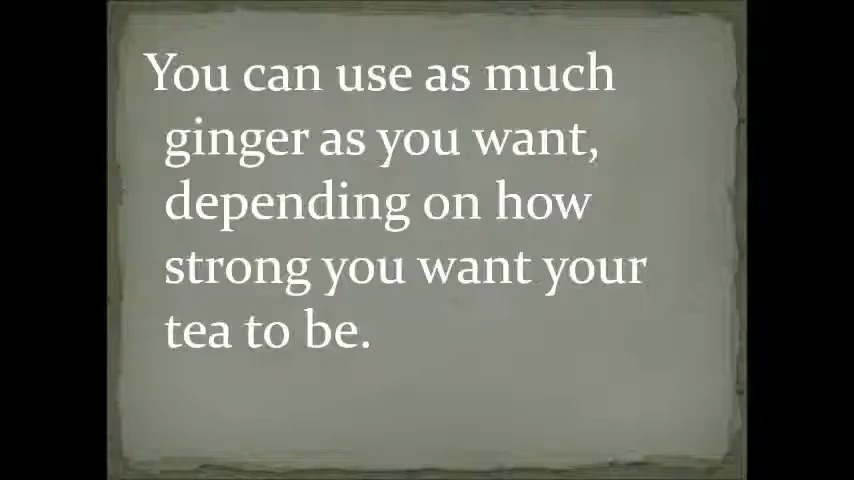 You can use as much
ginger as you want,
depending on how
strong you want your
tea to be.